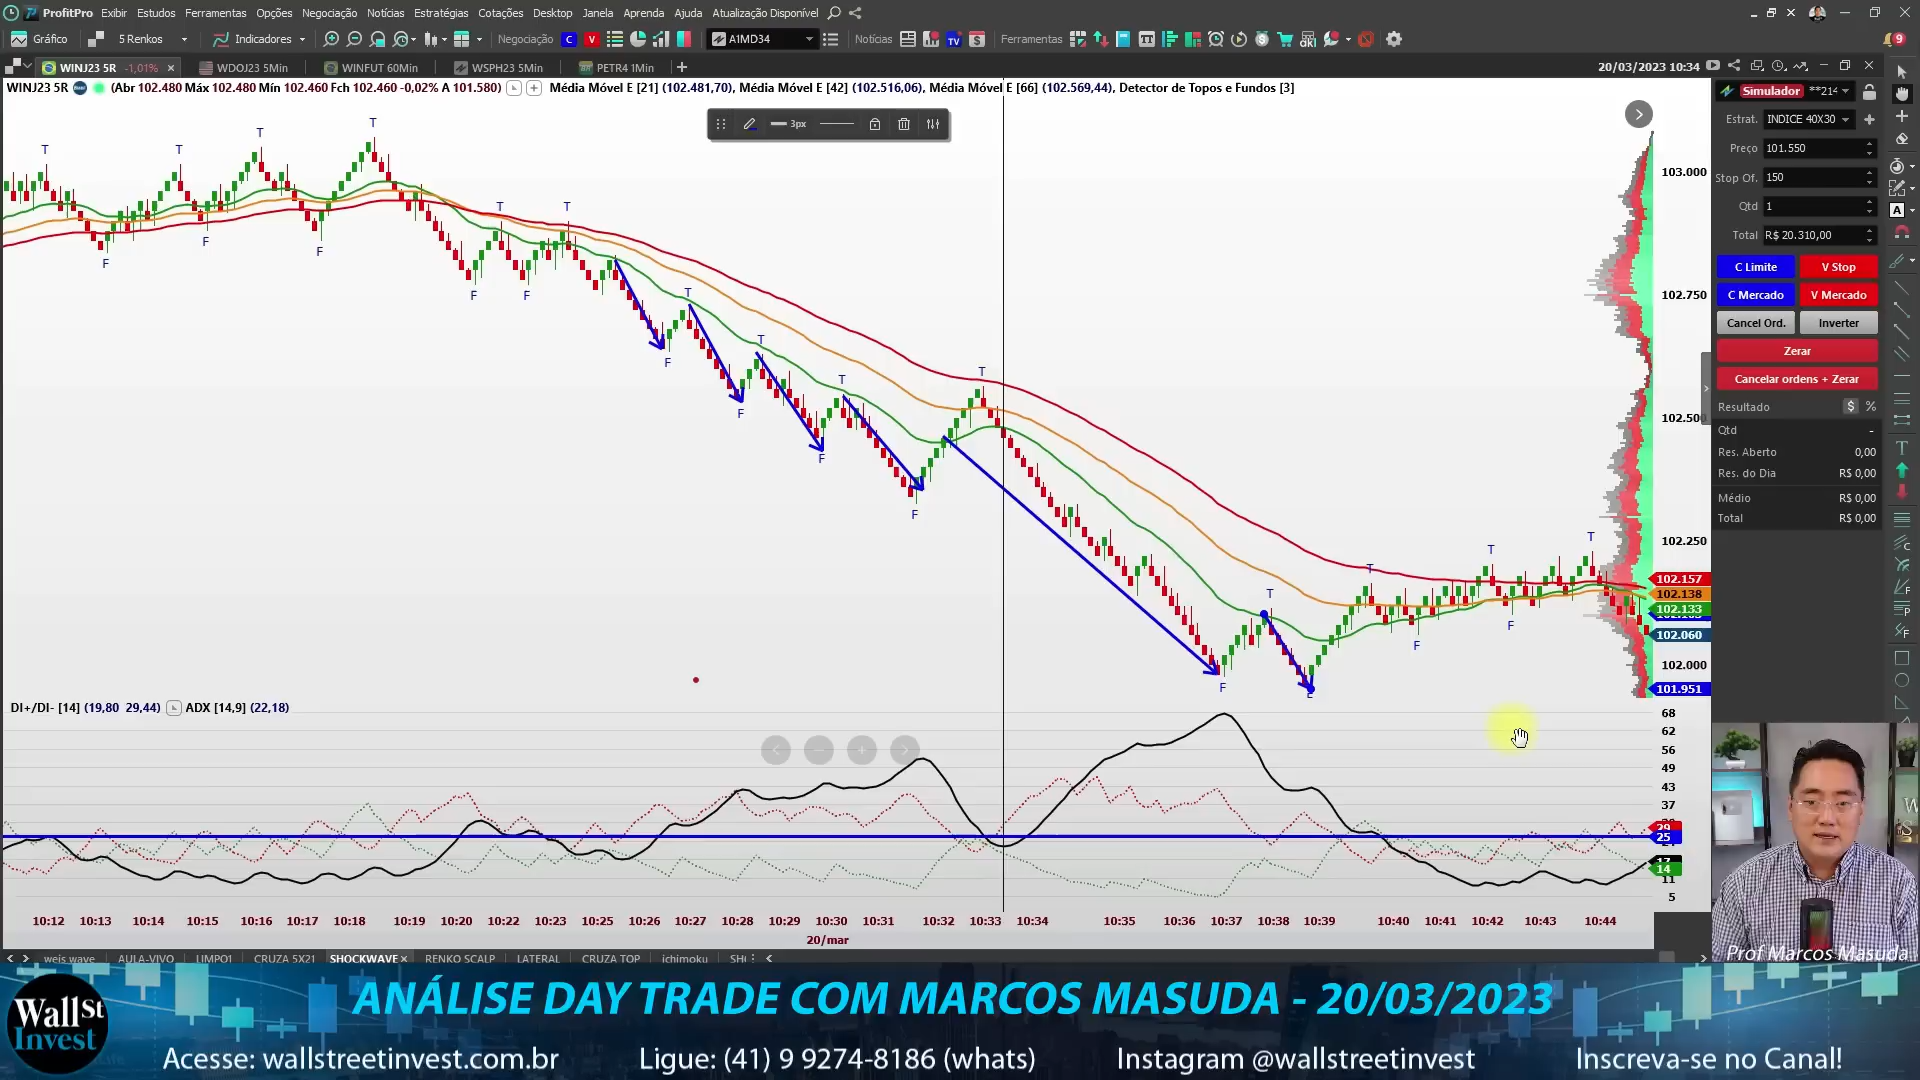 ProfitPro Exibir Estudos Ferramentas Opções Negociação Notícias Estratégias Cotações Desktop Janela Aprenda Ajuda Atualização Disponível
Gráfico 5 Renkos Indicadores Negociação C V A1MD34 Notícias TV Ferramentas 9
WINJ23 5R -1,01% WDOJ23 5Min WINFUT 60Min WSPH23 5Min PETR4 1Min 20/03/2023 10:34
WINJ23 5R (Abr 102.480 Máx 102.480 Mín 102.460 Fch 102.460 -0,02% A 101.580) Média Móvel E [21] (102.481,70), Média Móvel E [42] (102.516,06), Média Móvel E [66] (102.569,44), Detector de Topos e Fundos [3]
3px
T T T T T T T T T T T T T T T
F F F F F F F F F F F F F
103.000
102.750
102.500
102.250
102.157
102.138
102.133
102.060
102.000
101.951
Simulador **214
Estrat. INDICE 40X30
Preço 101.550
Stop Of. 150
Qtd 1
Total R$ 20.310,00
C Limite V Stop
C Mercado V Mercado
Cancel Ord. Inverter
Zerar
Cancelar ordens + Zerar
Resultado $ %
Qtd -
Res. Aberto 0,00
Res. do Dia R$ 0,00
Médio R$ 0,00
Total R$ 0,00
DI+/DI- [14] (19,80 29,44) ADX [14,9] (22,18)
68
62
56
49
43
37
25
14
11
5
10:12 10:13 10:14 10:15 10:16 10:17 10:18 10:19 10:20 10:22 10:23 10:25 10:26 10:27 10:28 10:29 10:30 10:31 10:32 10:33 10:34 10:35 10:36 10:37 10:38 10:39 10:40 10:41 10:42 10:43 10:44
20/mar
weis wave AULA-VIVO LIMPO1 CRUZA 5X21 SHOCKWAVE RENKO SCALP LATERAL CRUZA TOP ichimoku
Prof Marcos Masuda
Wall St Invest
ANÁLISE DAY TRADE COM MARCOS MASUDA - 20/03/2023
Acesse: wallstreetinvest.com.br Ligue: (41) 9 9274-8186 (whats) Instagram @wallstreetinvest Inscreva-se no Canal!